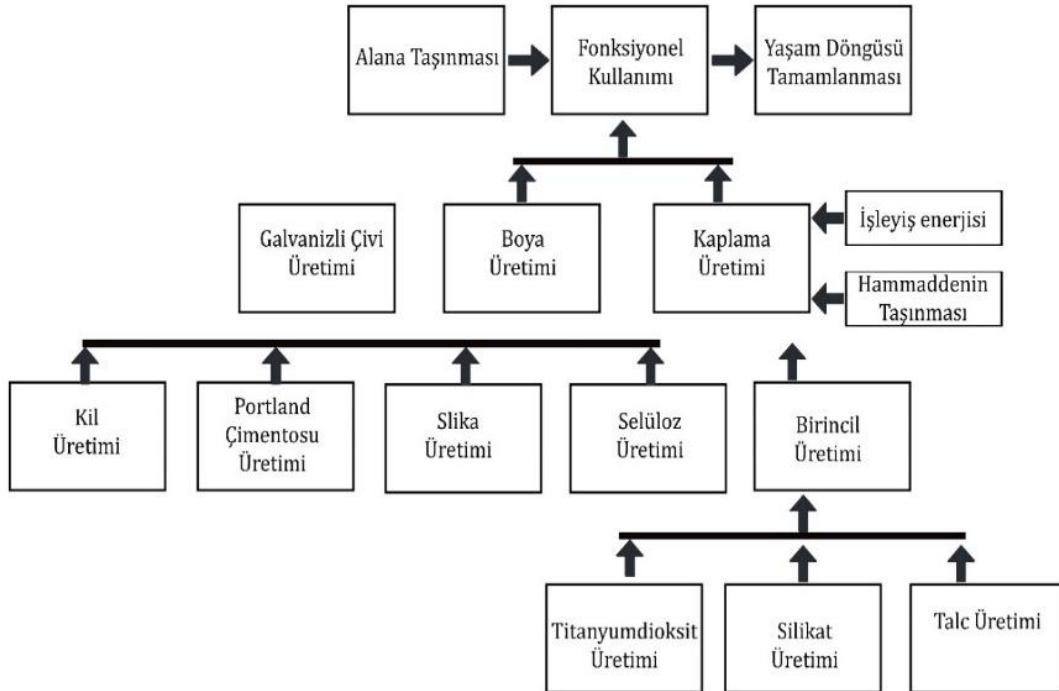 Alana Taşınması
Fonksiyonel
Kullanımı
Yaşam Döngüsü
Tamamlanması
Galvanizli Çivi
Üretimi
Boya
Üretimi
Kaplama
Üretimi
İşleyiş enerjisi
Hammaddenin
Taşınması
Kil
Üretimi
Portland
Çimentosu
Üretimi
Slika
Üretimi
Selüloz
Üretimi
Birincil
Üretimi
Titanyumdioksit
Üretimi
Silikat
Üretimi
Talc Üretimi